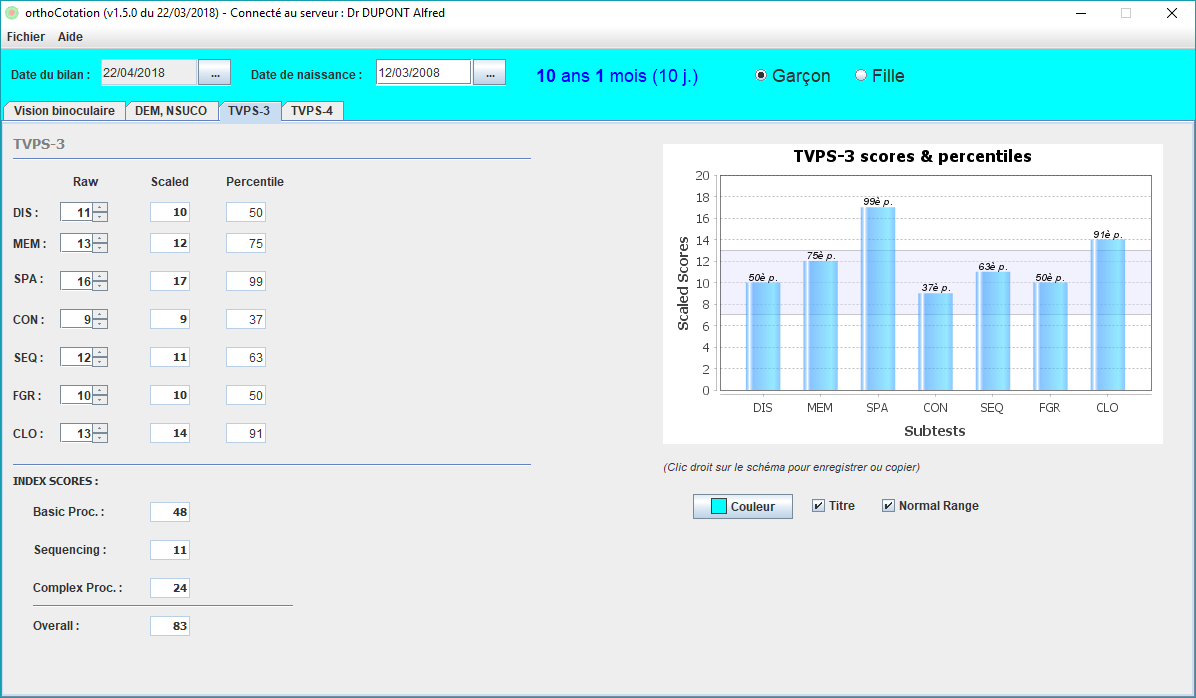 orthoCotation (v1.5.0 du 22/03/2018) - Connecté au serveur : Dr DUPONT Alfred
Fichier Aide
Date du bilan : 22/04/2018 ... Date de naissance : 12/03/2008 ... 10 ans 1 mois (10 j.) Garçon Fille
Vision binoculaire DEM, NSUCO TVPS-3 TVPS-4
TVPS-3
Raw Scaled Percentile
DIS : 11 10 50
MEM : 13 12 75
SPA : 16 17 99
CON : 9 9 37
SEQ : 12 11 63
FGR : 10 10 50
CLO : 13 14 91
INDEX SCORES :
Basic Proc. : 48
Sequencing : 11
Complex Proc. : 24
Overall : 83
TVPS-3 scores & percentiles
Scaled Scores
20
18
16
14
12
10
8
6
4
2
0
50è p. 75è p. 99è p. 37è p. 63è p. 50è p. 91è p.
DIS MEM SPA CON SEQ FGR CLO
Subtests
(Clic droit sur le schéma pour enregistrer ou copier)
Couleur Titre Normal Range